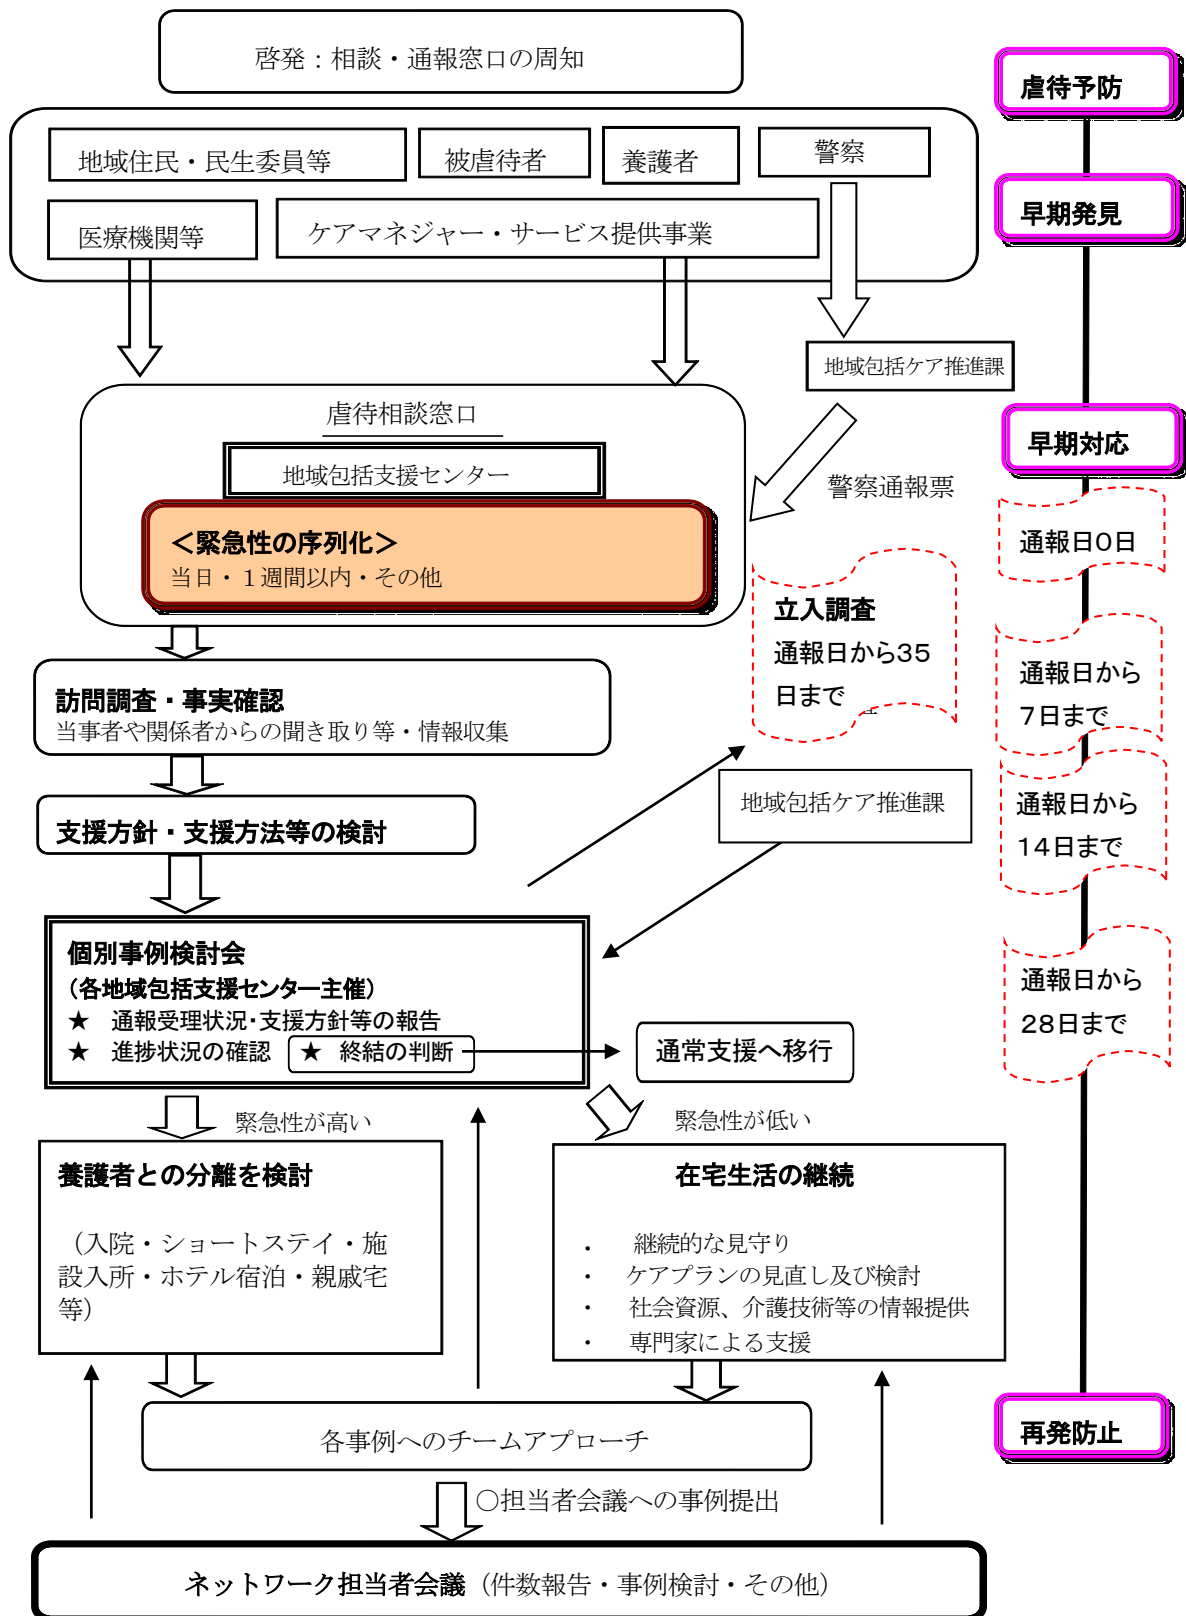 啓発：相談・通報窓口の周知
虐待予防
地域住民・民生委員等
被虐待者
養護者
警察
早期発見
医療機関等
ケアマネジャー・サービス提供事業
地域包括ケア推進課
虐待相談窓口
早期対応
地域包括支援センター
警察通報票
＜緊急性の序列化＞
当日・１週間以内・その他
通報日0日
立入調査
通報日から35
日まで
訪問調査・事実確認
当事者や関係者からの聞き取り等・情報収集
通報日から
7日まで
地域包括ケア推進課
通報日から
14日まで
支援方針・支援方法等の検討
個別事例検討会
（各地域包括支援センター主催）
★　通報受理状況・支援方針等の報告
★　進捗状況の確認
★　終結の判断
通常支援へ移行
通報日から
28日まで
緊急性が高い
緊急性が低い
養護者との分離を検討
（入院・ショートステイ・施
設入所・ホテル宿泊・親戚宅
等）
在宅生活の継続
・　継続的な見守り
・　ケアプランの見直し及び検討
・　社会資源、介護技術等の情報提供
・　専門家による支援
各事例へのチームアプローチ
再発防止
○担当者会議への事例提出
ネットワーク担当者会議（件数報告・事例検討・その他）